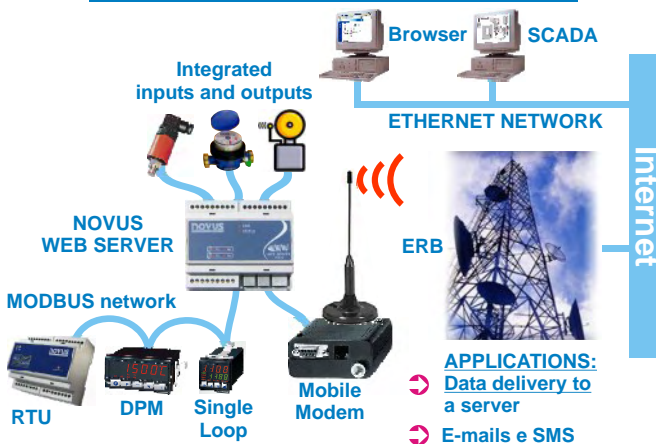 Browser
SCADA
Integrated
inputs and outputs
ETHERNET NETWORK
Internet
NOVUS
WEB SERVER
novus
ERB
MODBUS network
RTU
DPM
Single
Loop
Mobile
Modem
APPLICATIONS:
Data delivery to
a server
E-mails e SMS